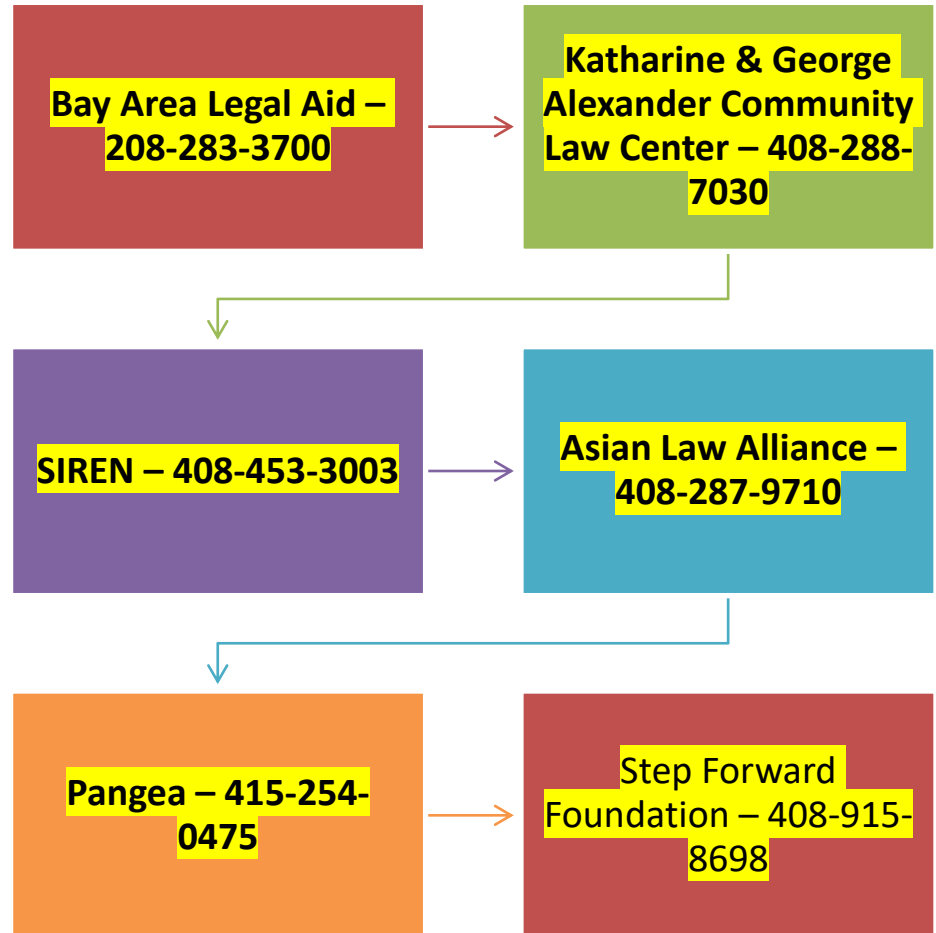 Bay Area Legal Aid –
208-283-3700
Katharine & George
Alexander Community
Law Center – 408-288-
7030
SIREN – 408-453-3003
Asian Law Alliance –
408-287-9710
Pangea – 415-254-
0475
Step Forward
Foundation – 408-915-
8698